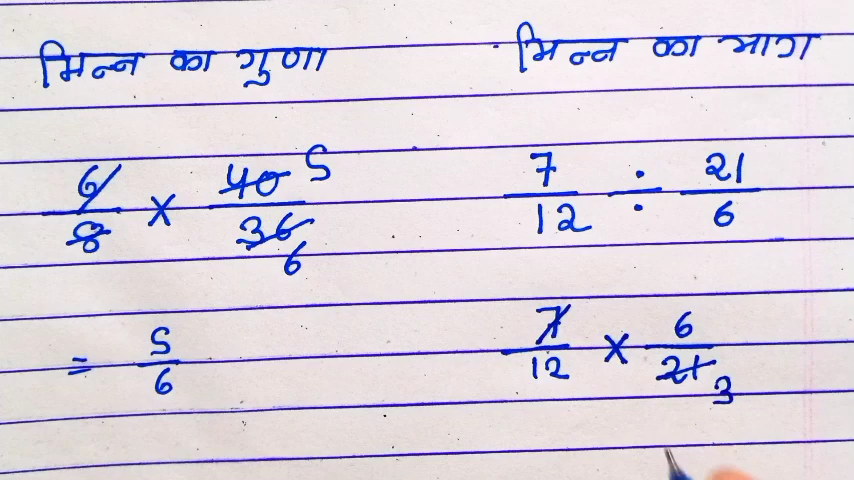 भिन्न का गुणा
6/8 × 40/36 5 6
= 5/6
भिन्न का भाग
7/12 ÷ 21/6
7/12 × 6/21 3